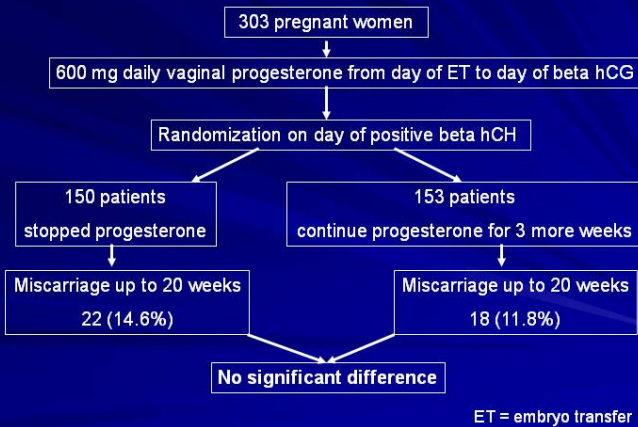 303 pregnant women
600 mg daily vaginal progesterone from day of ET to day of beta hCG
Randomization on day of positive beta hCH
150 patients
stopped progesterone
153 patients
continue progesterone for 3 more weeks
Miscarriage up to 20 weeks
22 (14.6%)
Miscarriage up to 20 weeks
18 (11.8%)
No significant difference
ET = embryo transfer